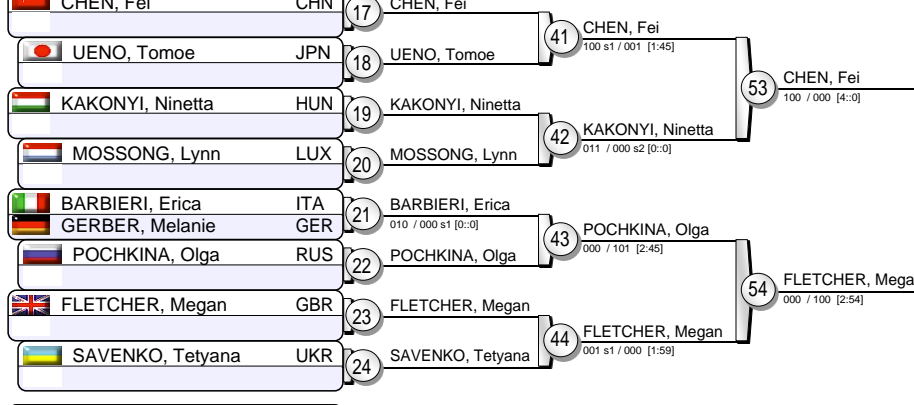 CHEN, Fei CHN 17 CHEN, Fei
41 CHEN, Fei
100 s1 / 001 [1:45]
UENO, Tomoe JPN 18 UENO, Tomoe
53 CHEN, Fei
100 / 000 [4::0]
KAKONYI, Ninetta HUN 19 KAKONYI, Ninetta
42 KAKONYI, Ninetta
011 / 000 s2 [0::0]
MOSSONG, Lynn LUX 20 MOSSONG, Lynn
BARBIERI, Erica ITA 21 BARBIERI, Erica
GERBER, Melanie GER 010 / 000 s1 [0::0]
43 POCHKINA, Olga
000 / 101 [2:45]
POCHKINA, Olga RUS 22 POCHKINA, Olga
54 FLETCHER, Mega
000 / 100 [2:54]
FLETCHER, Megan GBR 23 FLETCHER, Megan
44 FLETCHER, Megan
001 s1 / 000 [1:59]
SAVENKO, Tetyana UKR 24 SAVENKO, Tetyana